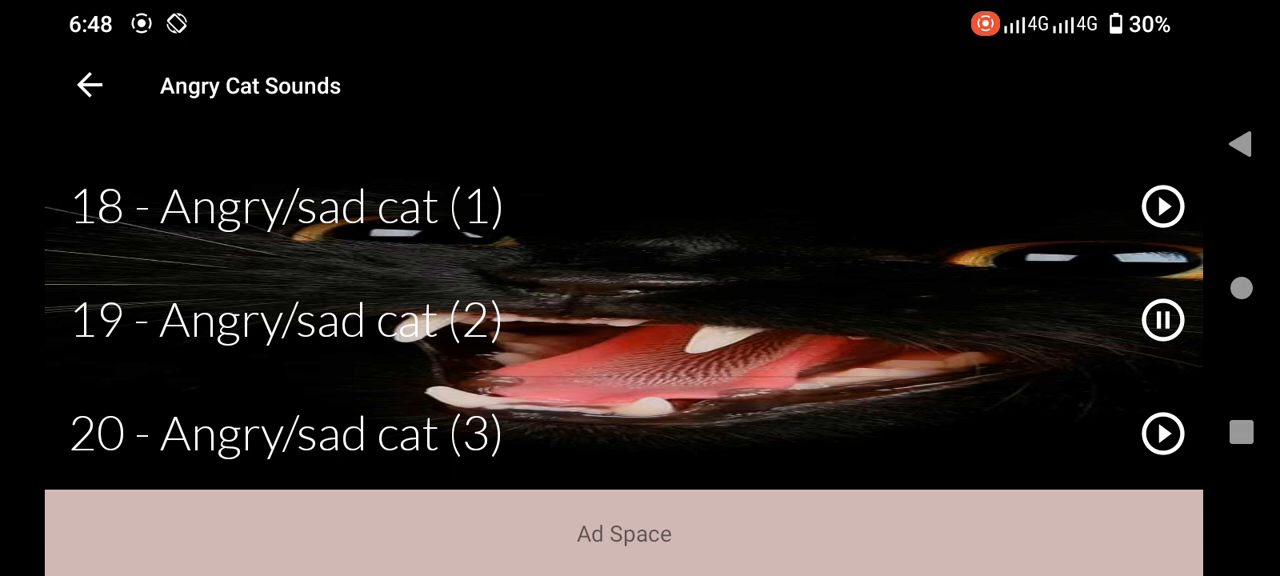 6:48 4G 4G 30%
Angry Cat Sounds
18 - Angry/sad cat (1)
19 - Angry/sad cat (2)
20 - Angry/sad cat (3)
Ad Space